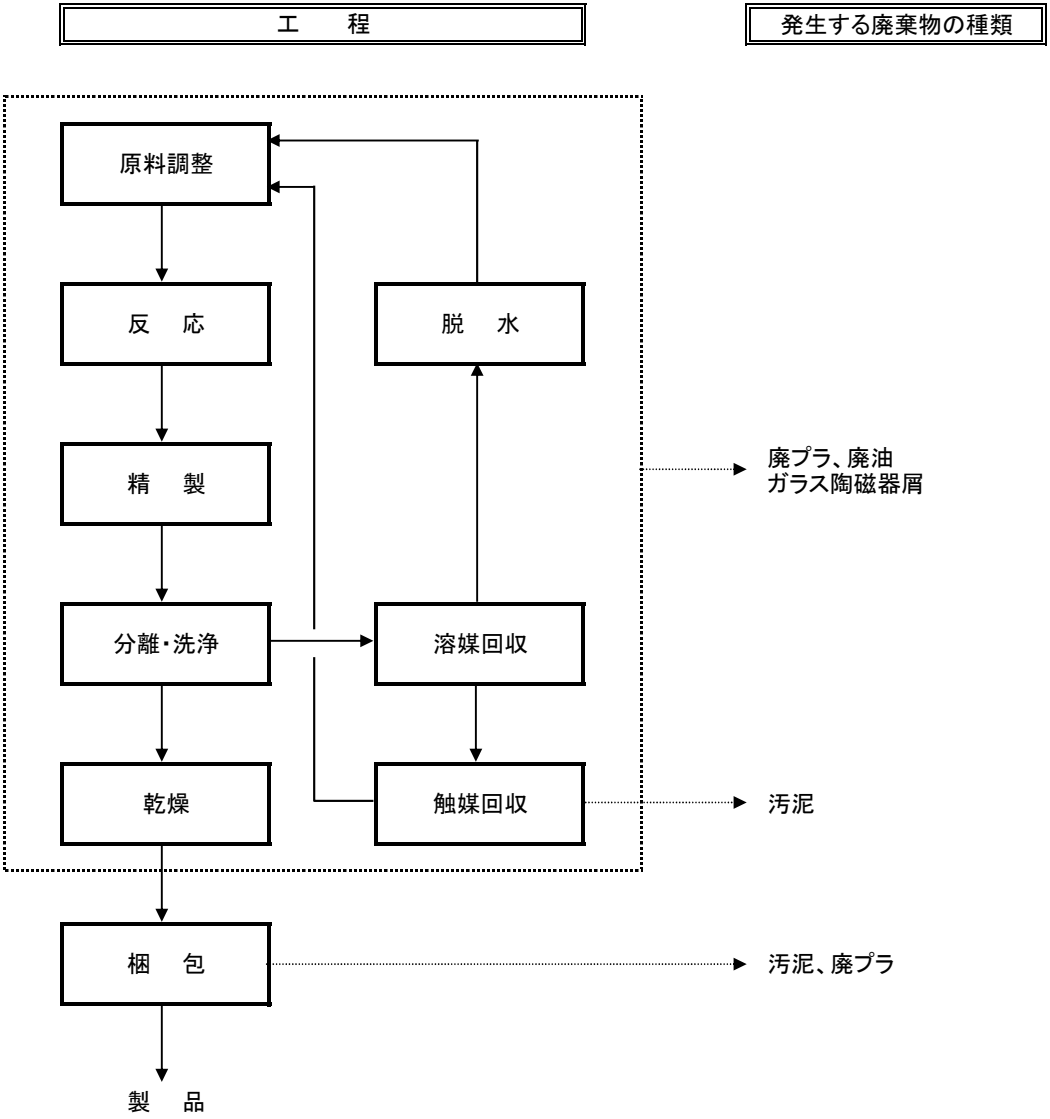 工　　程
発生する廃棄物の種類
原料調整
反　応
脱　水
精　製
廃プラ、廃油
ガラス陶磁器屑
分離・洗浄
溶媒回収
乾燥
触媒回収
汚泥
梱　包
汚泥、廃プラ
製　品